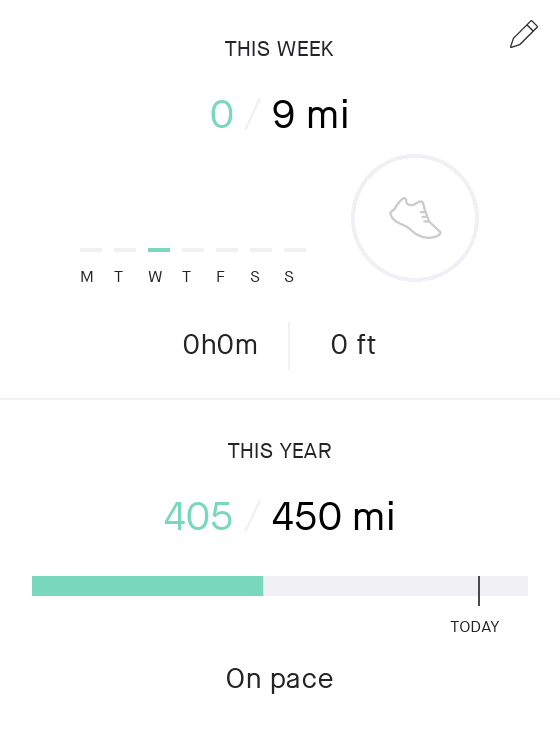 THIS WEEK
0 / 9 mi
M T W T F S S
0h0m 0 ft
THIS YEAR
405 / 450 mi
TODAY
On pace